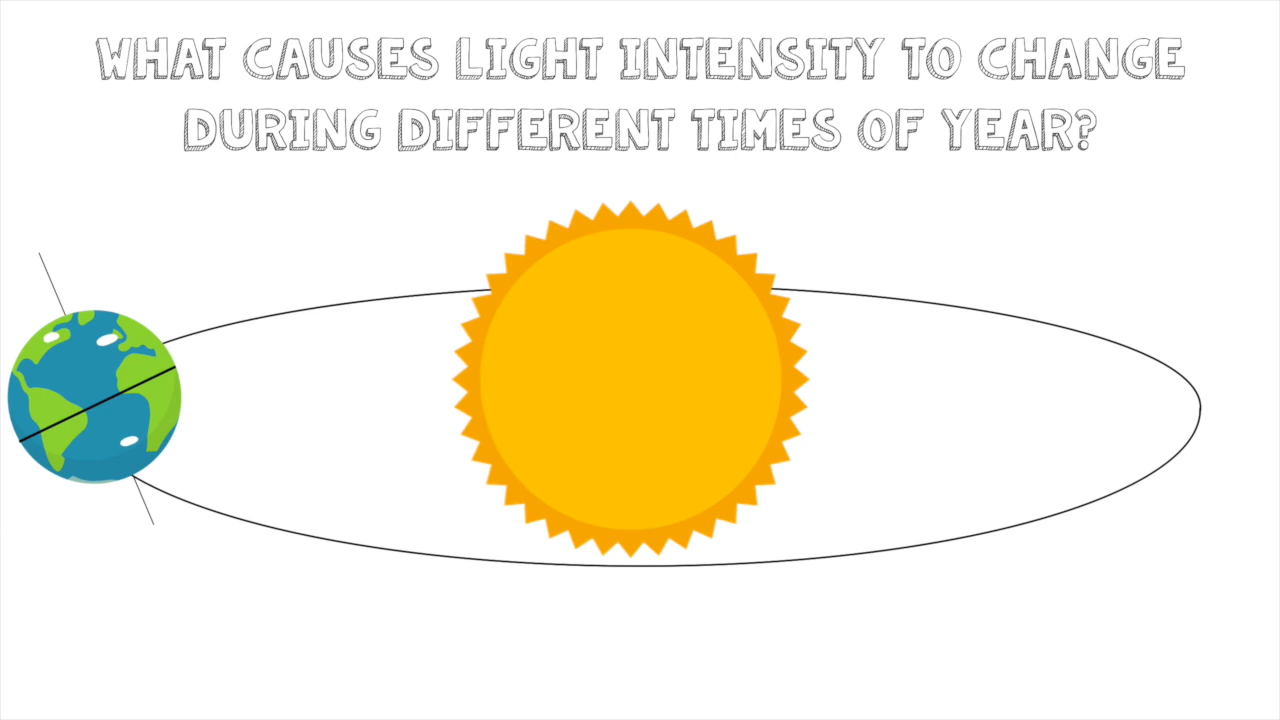 WHAT CAUSES LIGHT INTENSITY TO CHANGE
DURING DIFFERENT TIMES OF YEAR?